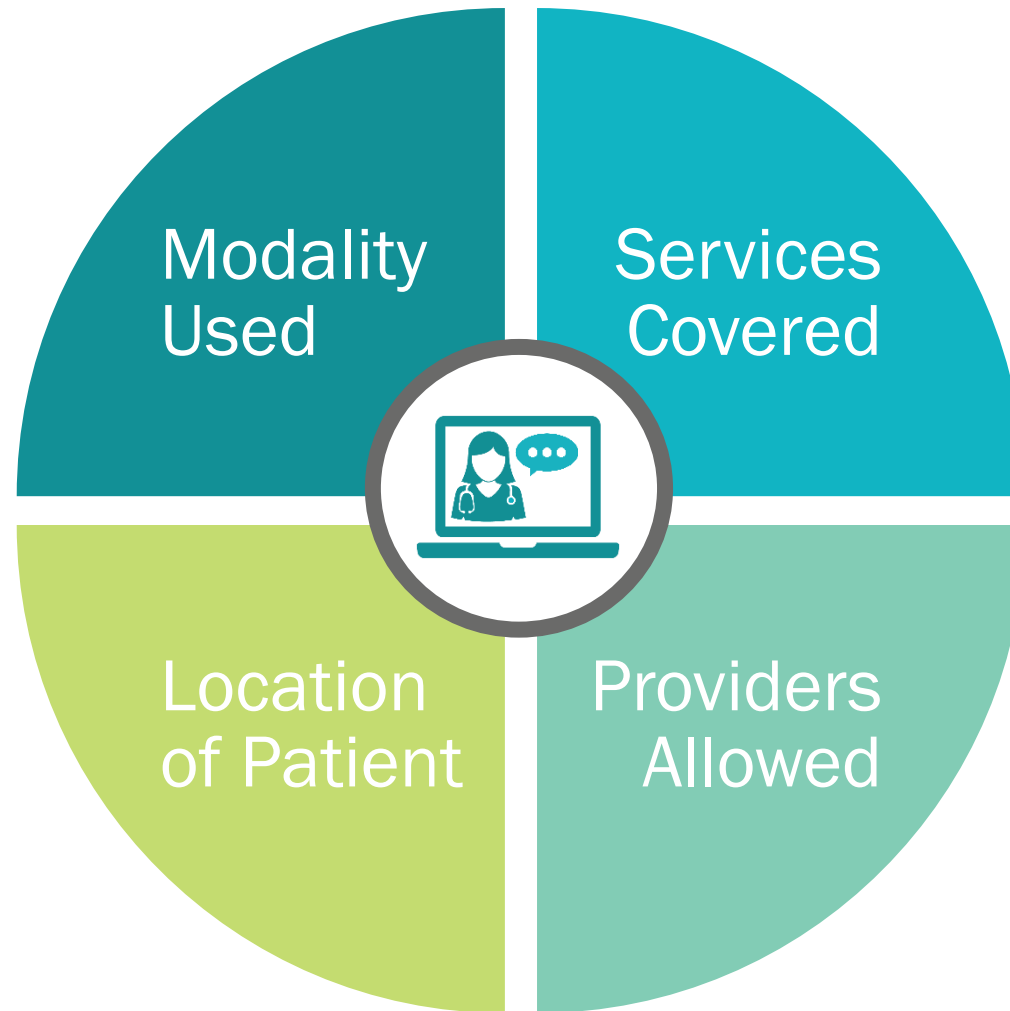 Modality
Used
Services
Covered
Location
of Patient
Providers
Allowed